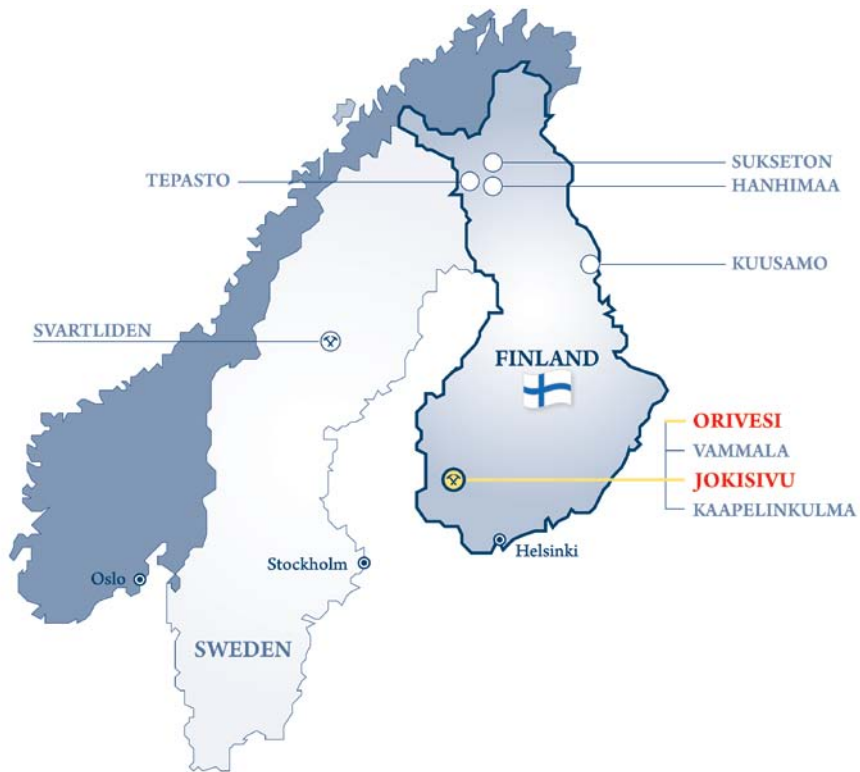 SUKSETON
TEPASTO
HANHIMAA
KUUSAMO
SVARTLIDEN
FINLAND
ORIVESI
VAMMALA
JOKISIVU
KAAPELINKULMA
Helsinki
Stockholm
Oslo
SWEDEN